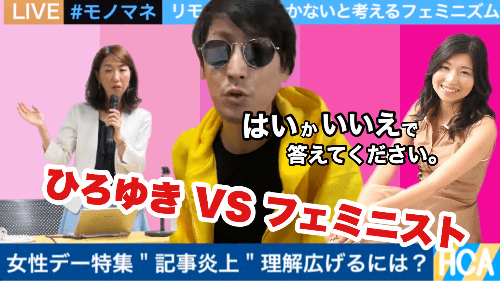 LIVE #モノマネ リモ かないと考えるフェミニズム
はいかいいえで
答えてください。
ひろゆき VS フェミニスト
女性デー特集"記事炎上"理解広げるには?
HCA